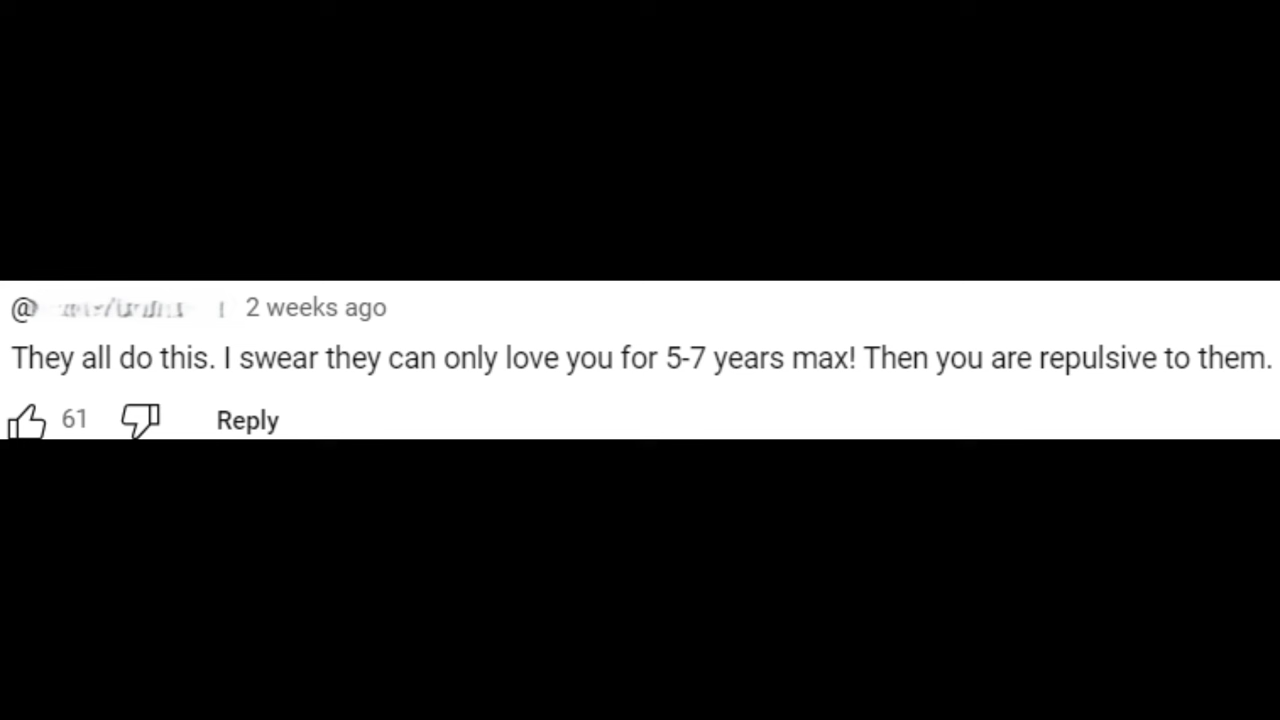 @ 2 weeks ago
They all do this. I swear they can only love you for 5-7 years max! Then you are repulsive to them.
61 Reply